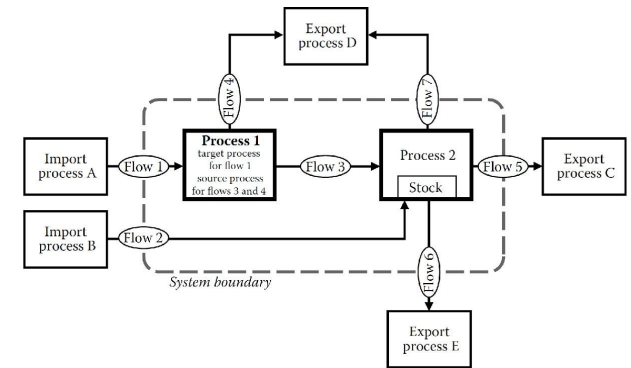 Export
process D
Flow 4
Flow 7
Process 1
target process
for flow 1
source process
for flows 3 and 4
Import
process A
Flow 1
Flow 3
Process 2
Stock
Flow 5
Export
process C
Import
process B
Flow 2
Flow 6
System boundary
Export
process E